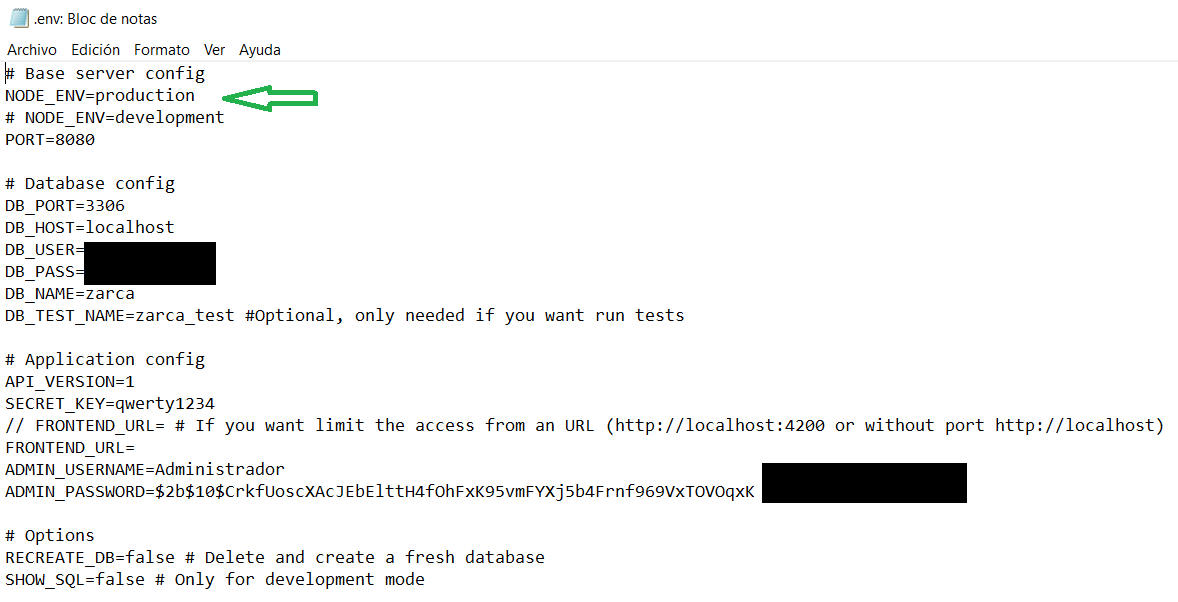 .env: Bloc de notas
Archivo Edición Formato Ver Ayuda
# Base server config
NODE_ENV=production
# NODE_ENV=development
PORT=8080
# Database config
DB_PORT=3306
DB_HOST=localhost
DB_USER=
DB_PASS=
DB_NAME=zarca
DB_TEST_NAME=zarca_test #Optional, only needed if you want run tests
# Application config
API_VERSION=1
SECRET_KEY=qwerty1234
// FRONTEND_URL= # If you want limit the access from an URL (http://localhost:4200 or without port http://localhost)
FRONTEND_URL=
ADMIN_USERNAME=Administrador
ADMIN_PASSWORD=$2b$10$CrkfUoscXAcJEbElttH4fOhFxK95vmFYXj5b4Frnf969VxTOVOqxK
# Options
RECREATE_DB=false # Delete and create a fresh database
SHOW_SQL=false # Only for development mode